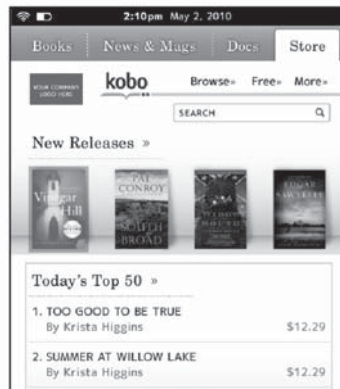 2:10pm May 2, 2010
Books News & Mags Docs Store
YOUR COMPANY
LOGO HERE
kobo Browse» Free» More»
SEARCH
New Releases »
Vinegar
Hill
PAT
CONROY
SOUTH
BROAD
EDGAR
SAWTELLE
Today's Top 50 »
1. TOO GOOD TO BE TRUE
By Krista Higgins $12.29
2. SUMMER AT WILLOW LAKE
By Krista Higgins $12.29